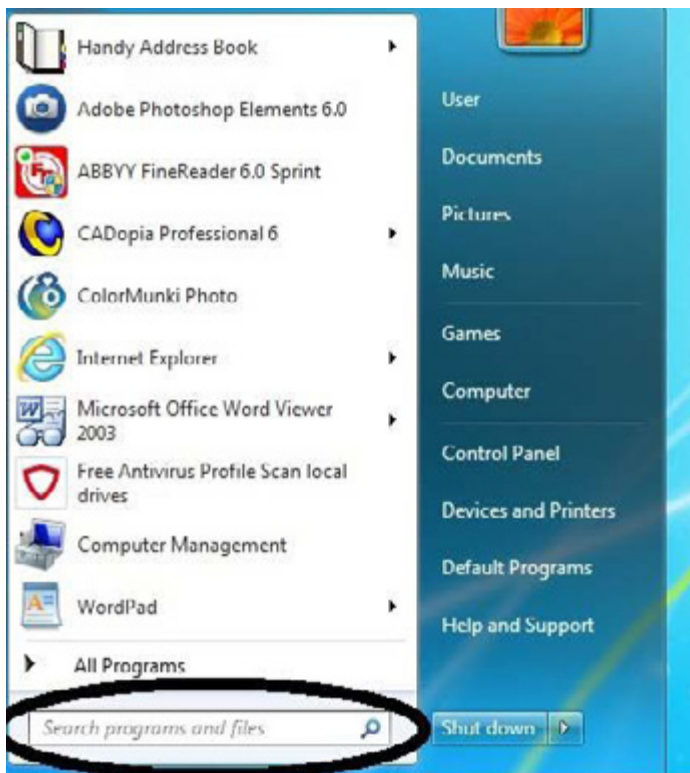 Handy Address Book
Adobe Photoshop Elements 6.0
ABBYY FineReader 6.0 Sprint
CADopia Professional 6
ColorMunki Photo
Internet Explorer
Microsoft Office Word Viewer
2003
Free Antivirus Profile Scan local
drives
Computer Management
WordPad
All Programs
Search programs and files
User
Documents
Pictures
Music
Games
Computer
Control Panel
Devices and Printers
Default Programs
Help and Support
Shut down